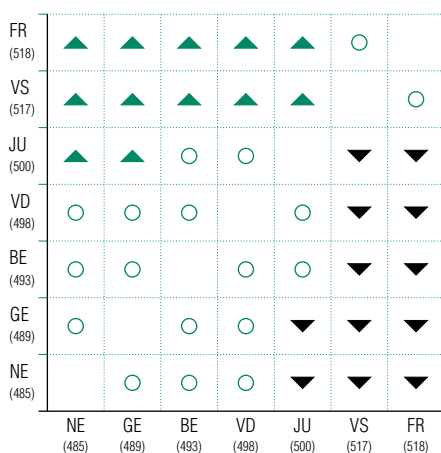 FR
(518)
VS
(517)
JU
(500)
VD
(498)
BE
(493)
GE
(489)
NE
(485)
NE GE BE VD JU VS FR
(485) (489) (493) (498) (500) (517) (518)